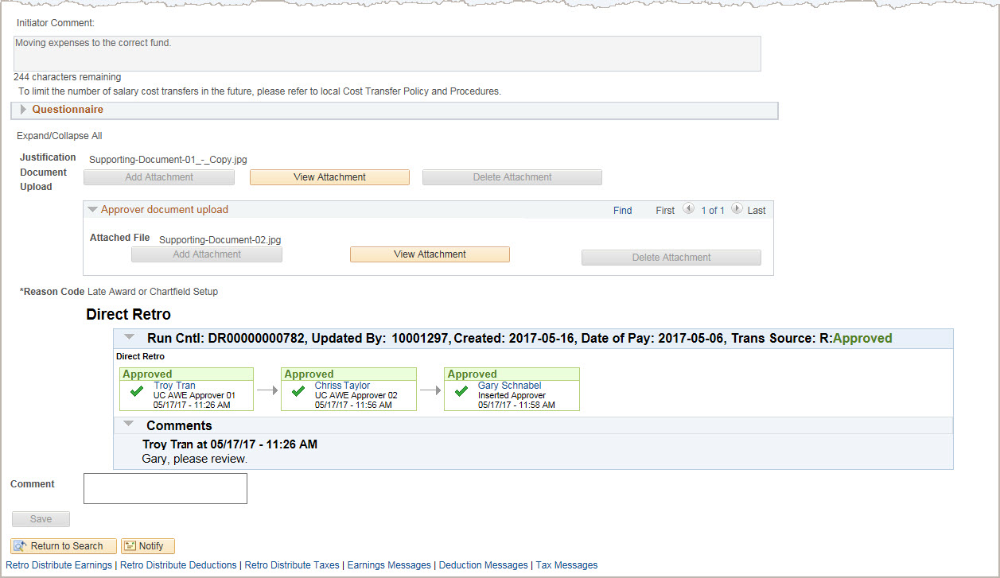 Initiator Comment:
Moving expenses to the correct fund.
244 characters remaining
To limit the number of salary cost transfers in the future, please refer to local Cost Transfer Policy and Procedures.
Questionnaire
Expand/Collapse All
Justification Document Upload
Supporting-Document-01_-_Copy.jpg
Add Attachment View Attachment Delete Attachment
Approver document upload Find First 1 of 1 Last
Attached File Supporting-Document-02.jpg
Add Attachment View Attachment Delete Attachment
*Reason Code Late Award or Chartfield Setup
Direct Retro
Run Cntl: DR00000000782, Updated By: 10001297, Created: 2017-05-16, Date of Pay: 2017-05-06, Trans Source: R:Approved
Direct Retro
Approved
Troy Tran
UC AWE Approver 01
05/17/17 - 11:26 AM
Approved
Chriss Taylor
UC AWE Approver 02
05/17/17 - 11:56 AM
Approved
Gary Schnabel
Inserted Approver
05/17/17 - 11:58 AM
Comments
Troy Tran at 05/17/17 - 11:26 AM
Gary, please review.
Comment
Save
Return to Search Notify
Retro Distribute Earnings | Retro Distribute Deductions | Retro Distribute Taxes | Earnings Messages | Deduction Messages | Tax Messages